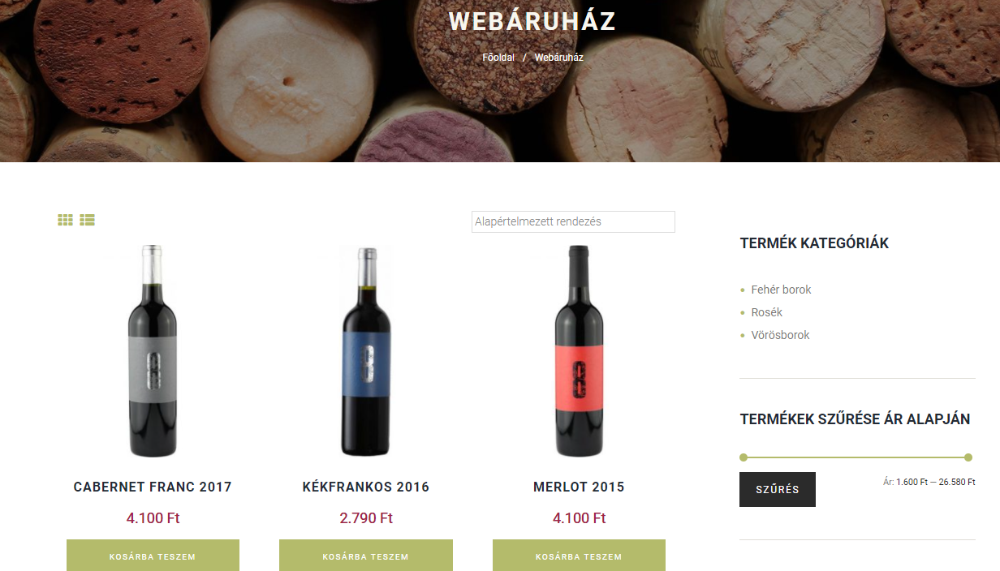 WEBÁRUHÁZ
Főoldal / Webáruház
Alapértelmezett rendezés
CABERNET FRANC 2017
4.100 Ft
KOSÁRBA TESZEM
KÉKFRANKOS 2016
2.790 Ft
KOSÁRBA TESZEM
MERLOT 2015
4.100 Ft
KOSÁRBA TESZEM
TERMÉK KATEGÓRIÁK
Fehér borok
Rosék
Vörösborok
TERMÉKEK SZŰRÉSE ÁR ALAPJÁN
SZŰRÉS
Ár: 1.600 Ft — 26.580 Ft